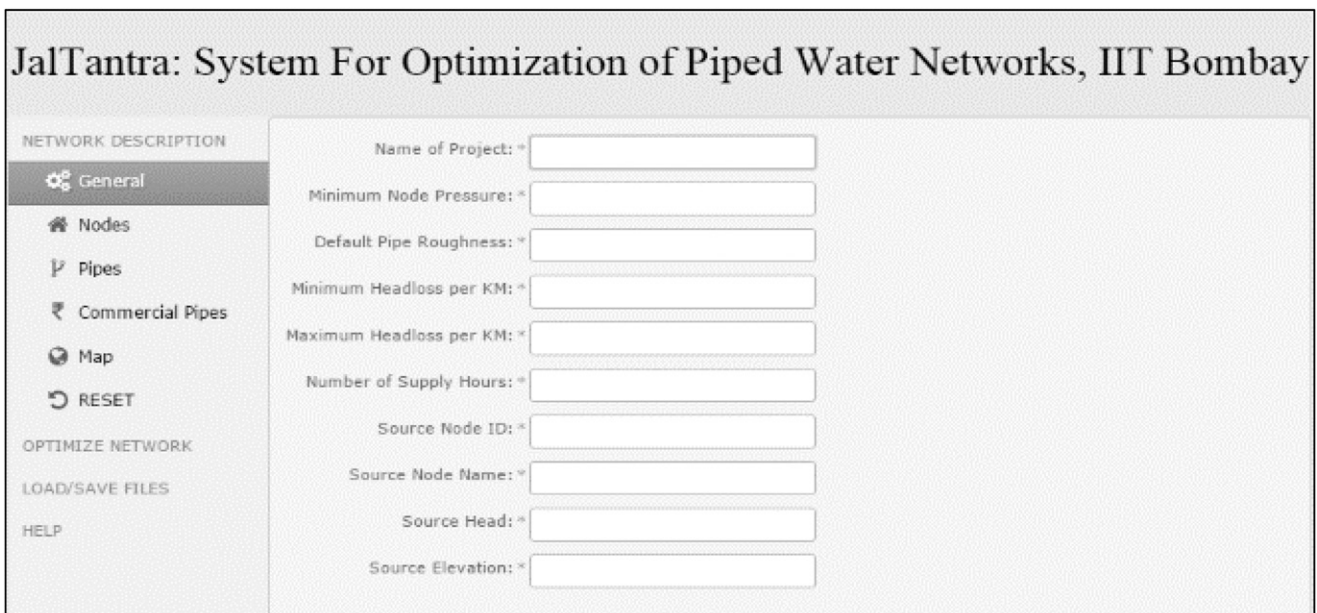 JalTantra: System For Optimization of Piped Water Networks, IIT Bombay
NETWORK DESCRIPTION
General
Nodes
Pipes
₹ Commercial Pipes
Map
RESET
OPTIMIZE NETWORK
LOAD/SAVE FILES
HELP
Name of Project: *
Minimum Node Pressure: *
Default Pipe Roughness: *
Minimum Headloss per KM: *
Maximum Headloss per KM: *
Number of Supply Hours: *
Source Node ID: *
Source Node Name: *
Source Head: *
Source Elevation: *